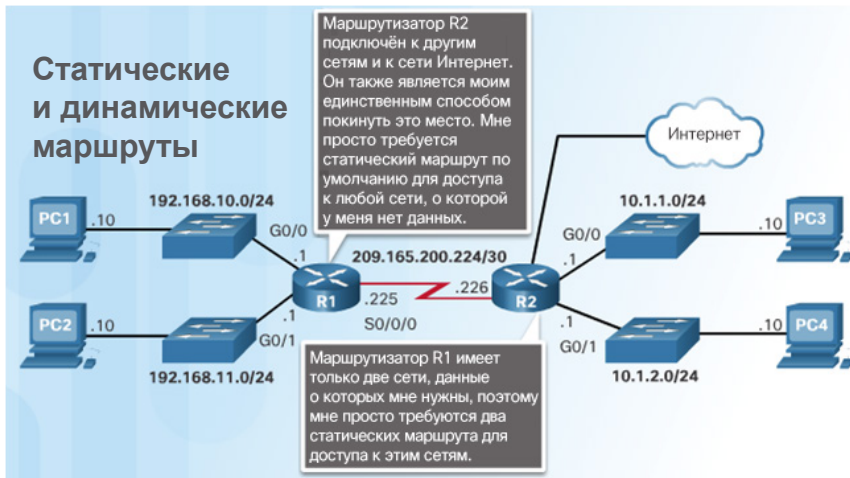 Статические
и динамические
маршруты
Маршрутизатор R2
подключён к другим
сетям и к сети Интернет.
Он также является моим
единственным способом
покинуть это место. Мне
просто требуется
статический маршрут по
умолчанию для доступа
к любой сети, о которой
у меня нет данных.
Интернет
PC1
.10
192.168.10.0/24
G0/0
.1
209.165.200.224/30
10.1.1.0/24
G0/0
.1
.10
PC3
R1
.225
S0/0/0
.226
R2
PC2
.10
.1
G0/1
192.168.11.0/24
.1
G0/1
10.1.2.0/24
.10
PC4
Маршрутизатор R1 имеет
только две сети, данные
о которых мне нужны, поэтому
мне просто требуются два
статических маршрута для
доступа к этим сетям.